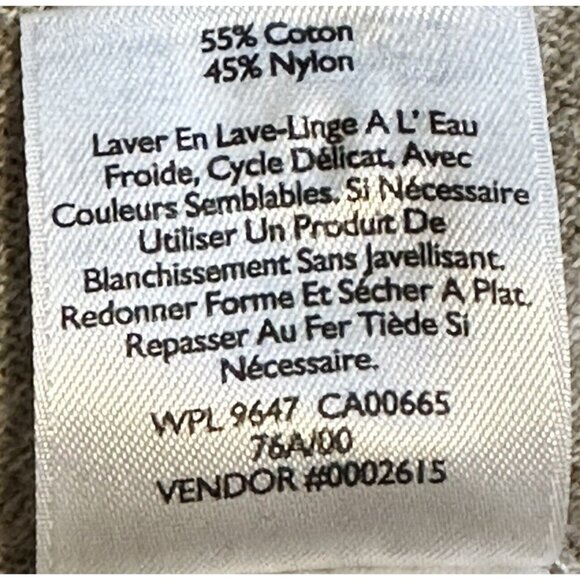 55% Coton
45% Nylon
Laver En Lave-Linge A L' Eau
Froide, Cycle Délicat, Avec
Couleurs Semblables. Si Nécessaire
Utiliser Un Produit De
Blanchissement Sans Javellisant.
Redonner Forme Et Sécher A Plat.
Repasser Au Fer Tiède Si
Nécessaire.
WPL 9647 CA00665
76A/00
VENDOR #0002615